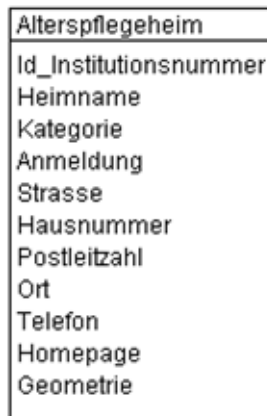 Alterspflegeheim
Id_Institutionsnummer
Heimname
Kategorie
Anmeldung
Strasse
Hausnummer
Postleitzahl
Ort
Telefon
Homepage
Geometrie